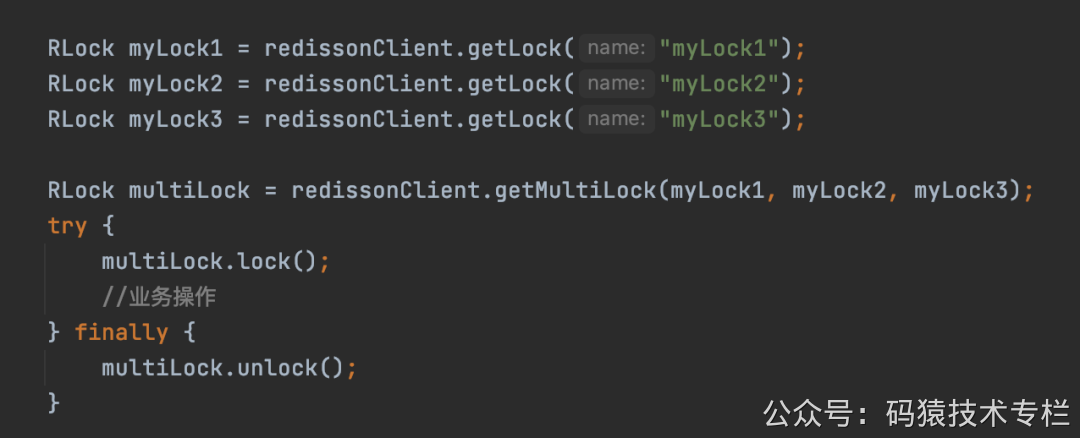 RLock myLock1 = redissonClient.getLock( name: "myLock1");
RLock myLock2 = redissonClient.getLock( name: "myLock2");
RLock myLock3 = redissonClient.getLock( name: "myLock3");
RLock multiLock = redissonClient.getMultiLock(myLock1, myLock2, myLock3);
try {
multiLock.lock();
//业务操作
} finally {
multiLock.unlock();
}
公众号：码猿技术专栏